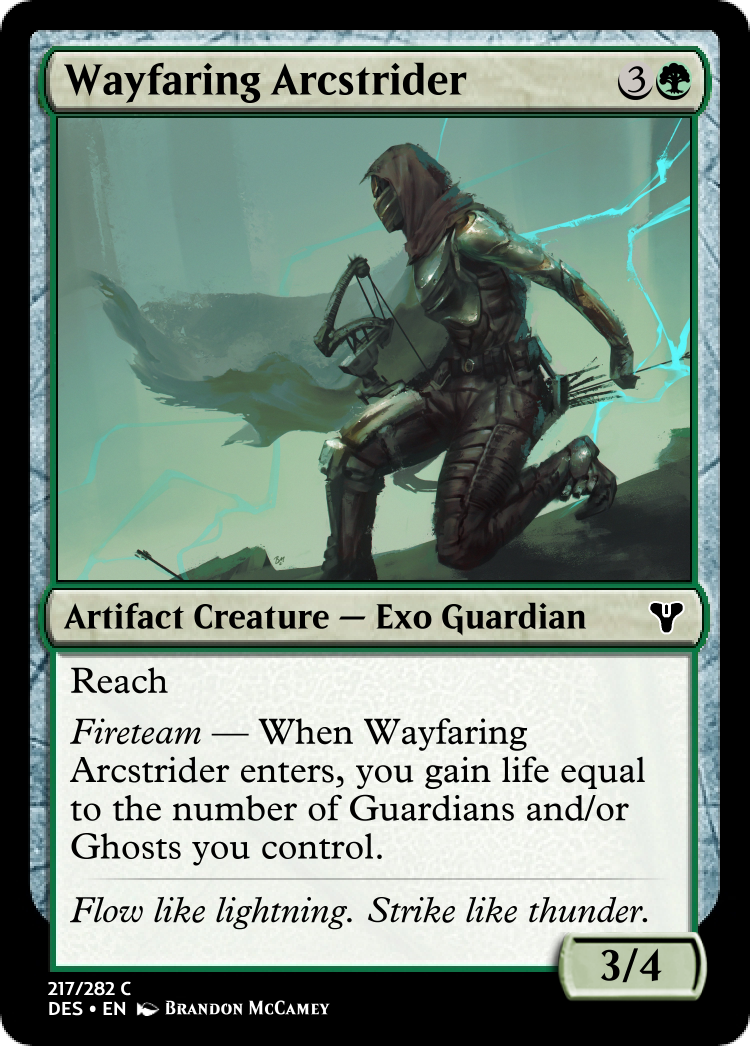 Wayfaring Arcstrider 3
Artifact Creature — Exo Guardian
Reach
Fireteam — When Wayfaring
Arcstrider enters, you gain life equal
to the number of Guardians and/or
Ghosts you control.
Flow like lightning. Strike like thunder.
3/4
217/282 C
DES • EN Brandon McCamey